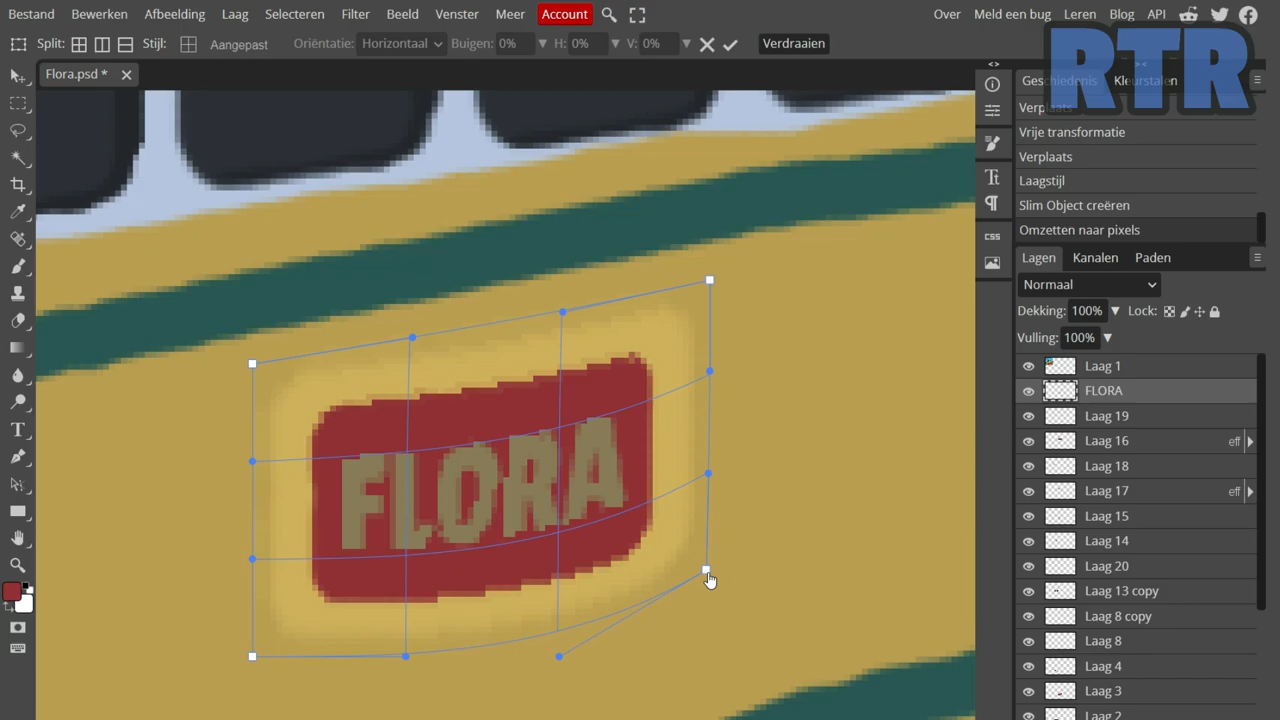 Bestand Bewerken Afbeelding Laag Selecteren Filter Beeld Venster Meer Account Over Meld een bug Leren Blog API
Split: Stijl: Aangepast Oriëntatie: Horizontaal Buigen: 0% H: 0% V: 0% Verdraaien
RTR
Flora.psd *
Geschiedenis Kleurstalen
Verplaats
Vrije transformatie
Verplaats
Laagstijl
Slim Object creëren
Omzetten naar pixels
Lagen Kanalen Paden
Normaal
Dekking: 100% Lock:
Vulling: 100%
Laag 1
FLORA
Laag 19
Laag 16 eff
Laag 18
Laag 17 eff
Laag 15
Laag 14
Laag 20
Laag 13 copy
Laag 8 copy
Laag 8
Laag 4
Laag 3
Laag 2
CSS
FLORA